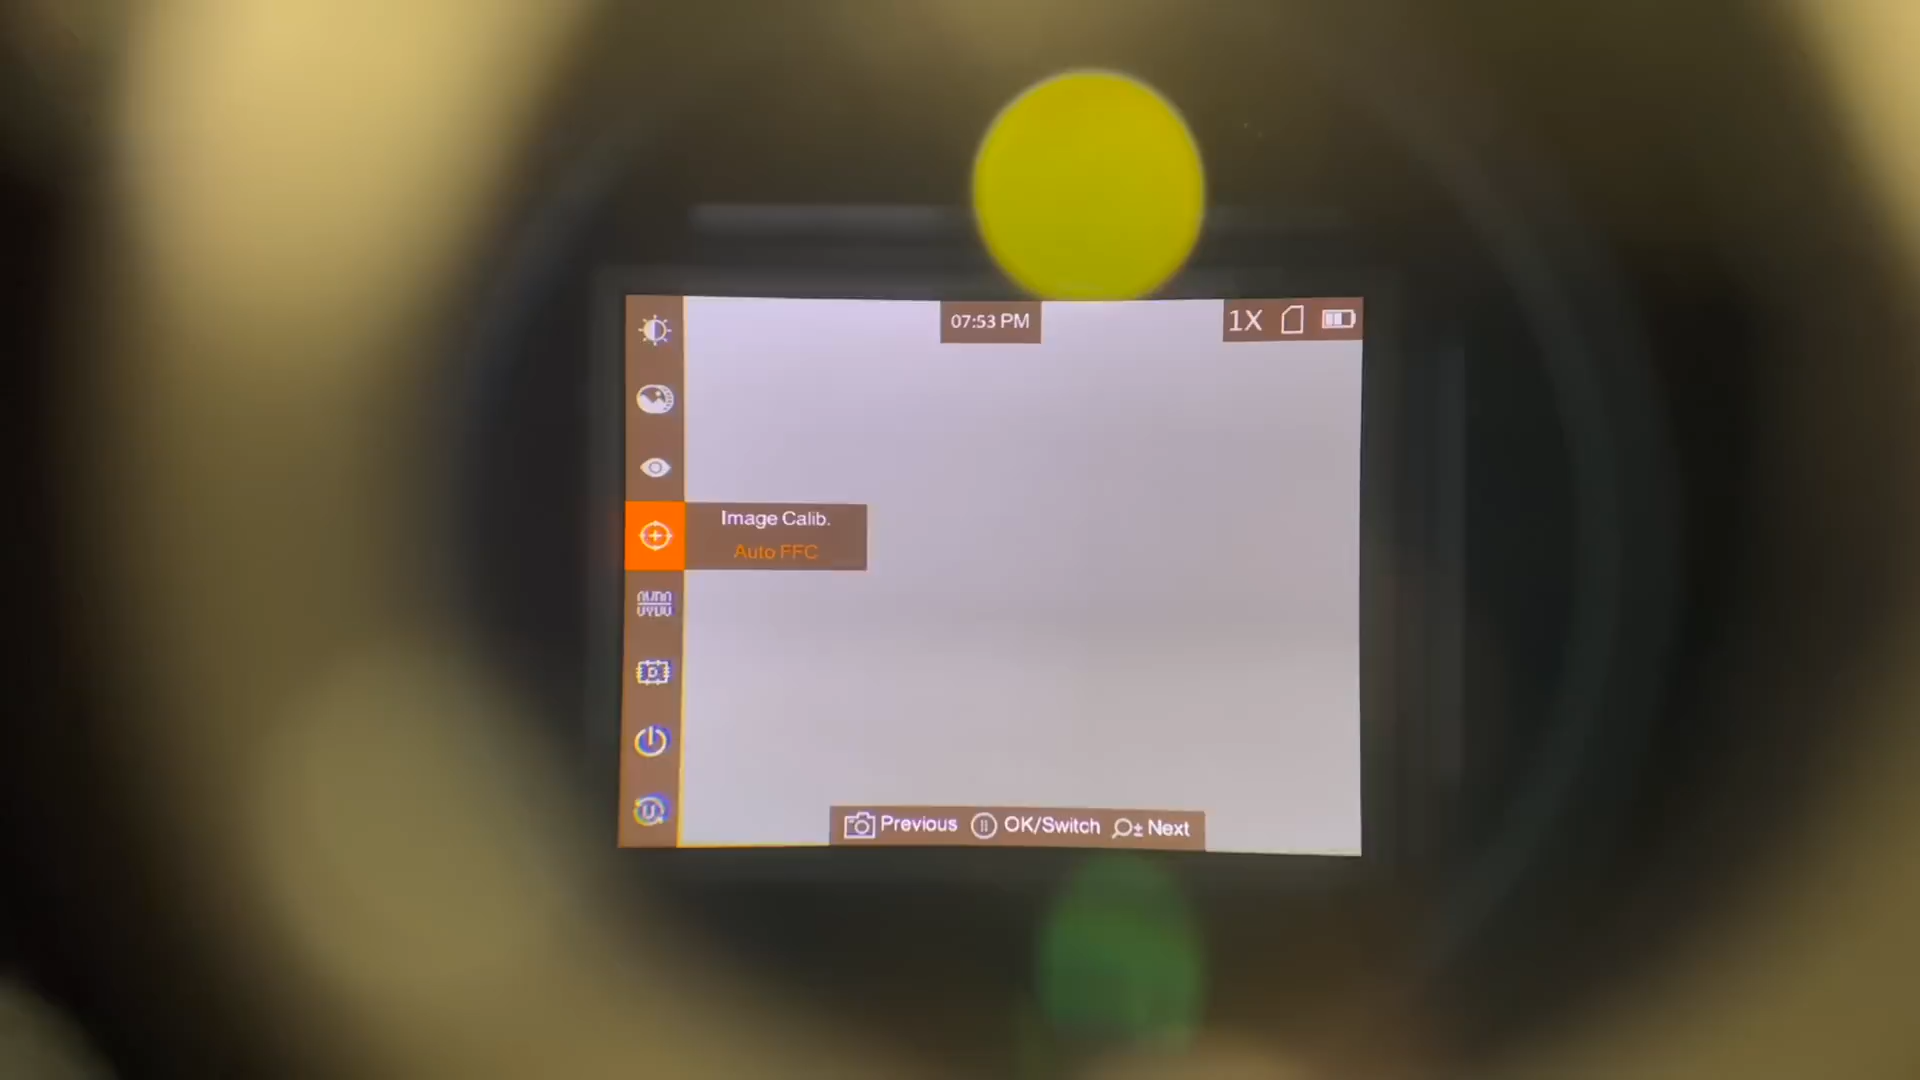 07:53 PM
1X
Image Calib.
Auto FFC
Previous OK/Switch Next